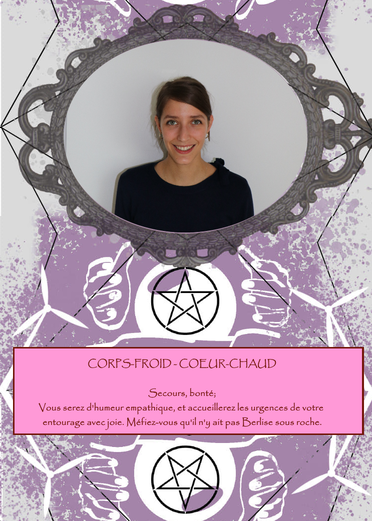 CORPS-FROID - COEUR-CHAUD
Secours, bonté;
Vous serez d'humeur empathique, et accueillerez les urgences de votre
entourage avec joie. Méfiez-vous qu'il n'y ait pas Berlise sous roche.